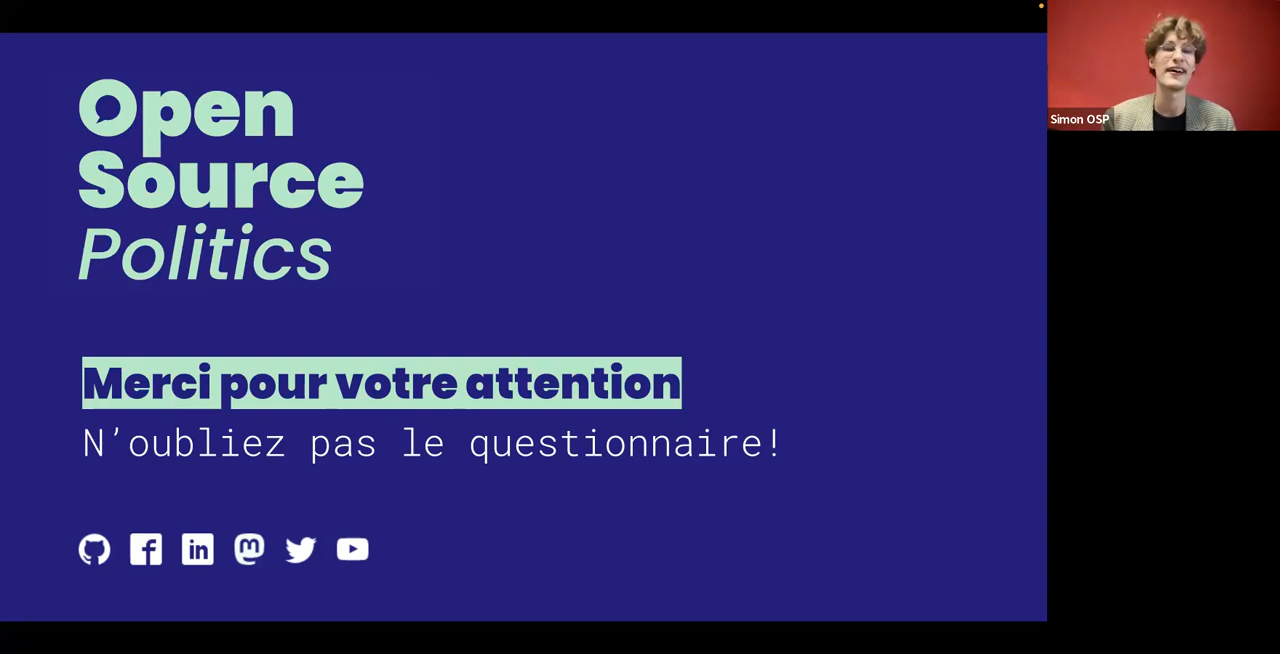 Open
Source
Politics
Merci pour votre attention
N’oubliez pas le questionnaire!
Simon OSP